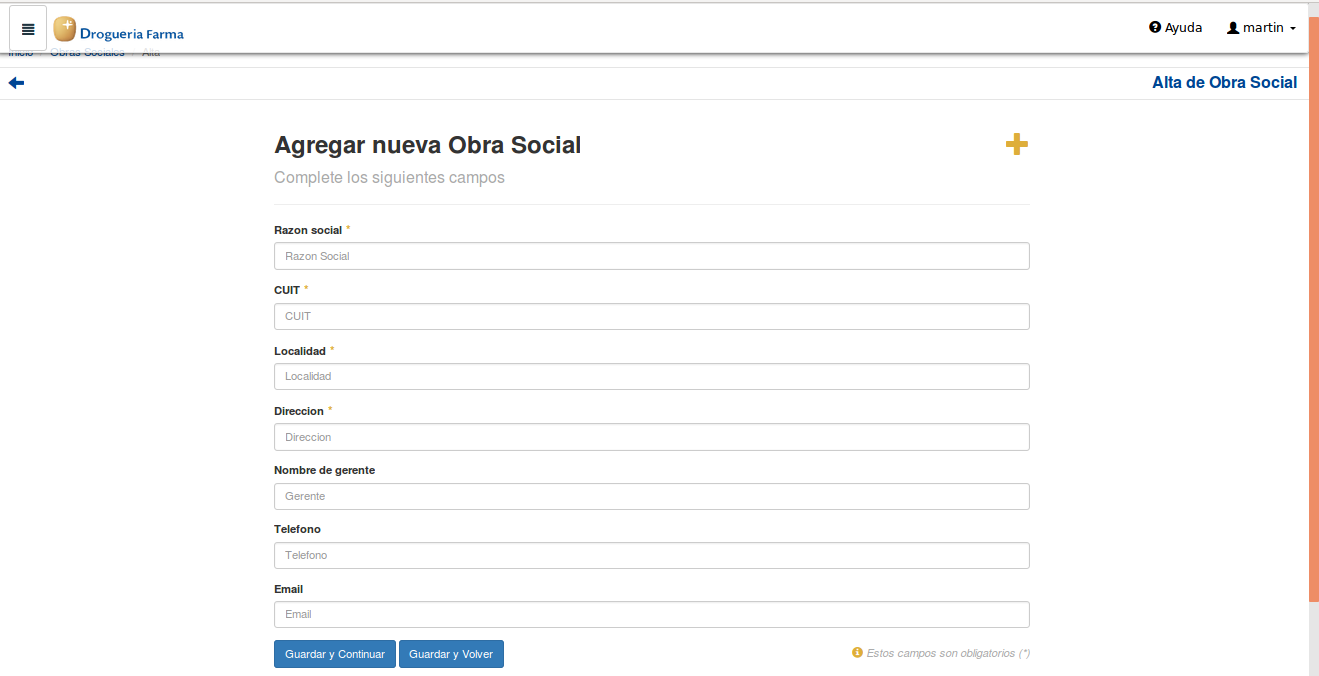 Drogueria Farma
Ayuda martin
Inicio / Obras Sociales / Alta
Alta de Obra Social
Agregar nueva Obra Social
Complete los siguientes campos
Razon social *
Razon Social
CUIT *
CUIT
Localidad *
Localidad
Direccion *
Direccion
Nombre de gerente
Gerente
Telefono
Telefono
Email
Email
Guardar y Continuar Guardar y Volver Estos campos son obligatorios (*)